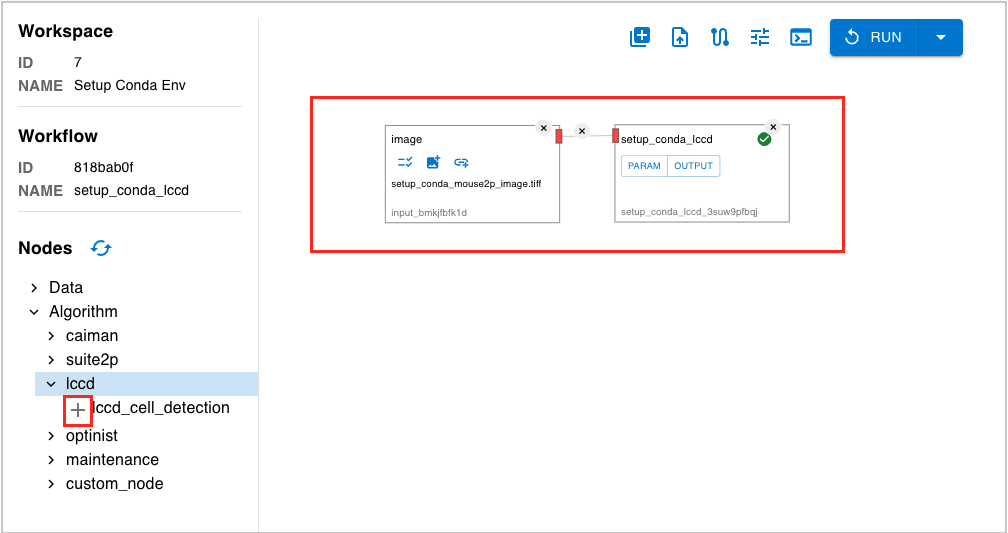 Workspace
ID 7
NAME Setup Conda Env
Workflow
ID 818bab0f
NAME setup_conda_lccd
Nodes
Data
Algorithm
caiman
suite2p
lccd
lccd_cell_detection
optinist
maintenance
custom_node
RUN
image
setup_conda_mouse2p_image.tiff
input_bmkjfbfk1d
setup_conda_lccd
PARAM OUTPUT
setup_conda_lccd_3suw9pfbqj